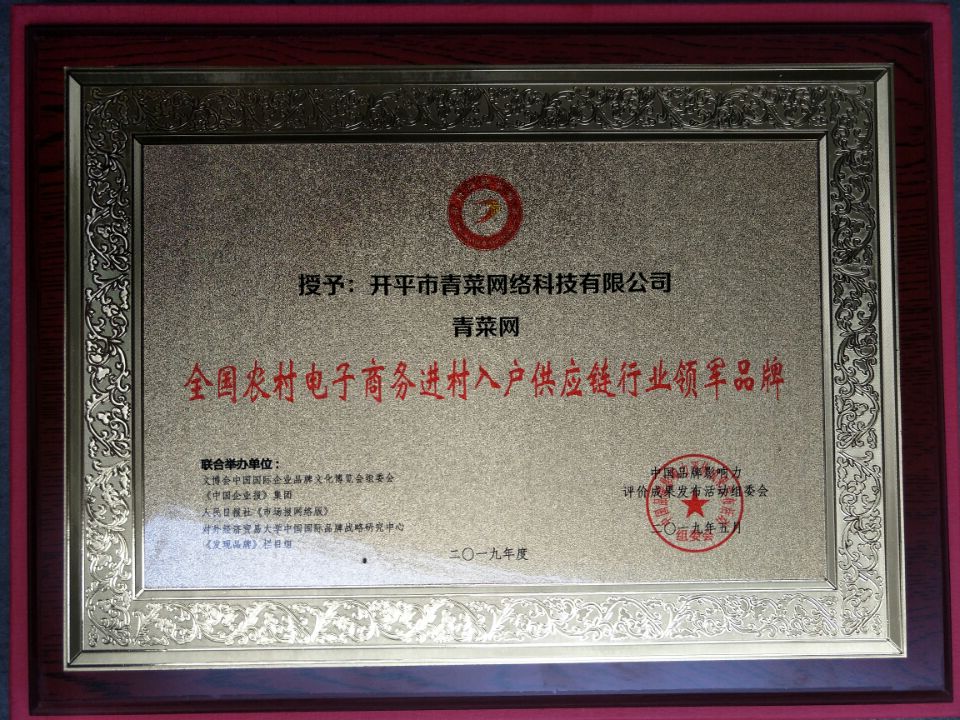 授予：开平市青菜网络科技有限公司
青菜网
全国农村电子商务进村入户供应链行业领军品牌
联合举办单位：
文博会中国国际企业品牌文化博览会组委会
《中国企业报》集团
人民日报社《市场报网络版》
对外经济贸易大学中国国际品牌战略研究中心
《发现品牌》栏目组
二〇一九年度
中国品牌影响力
评价成果发布活动组委会
二〇一九年五月
组委会